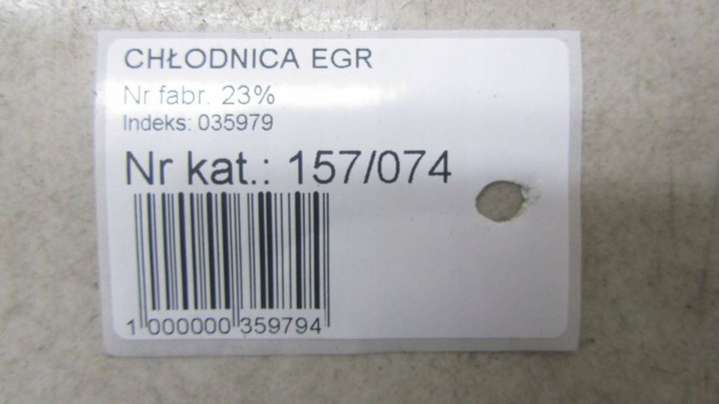 CHŁODNICA EGR
Nr fabr. 23%
Indeks: 035979
Nr kat.: 157/074
1 000000 359794